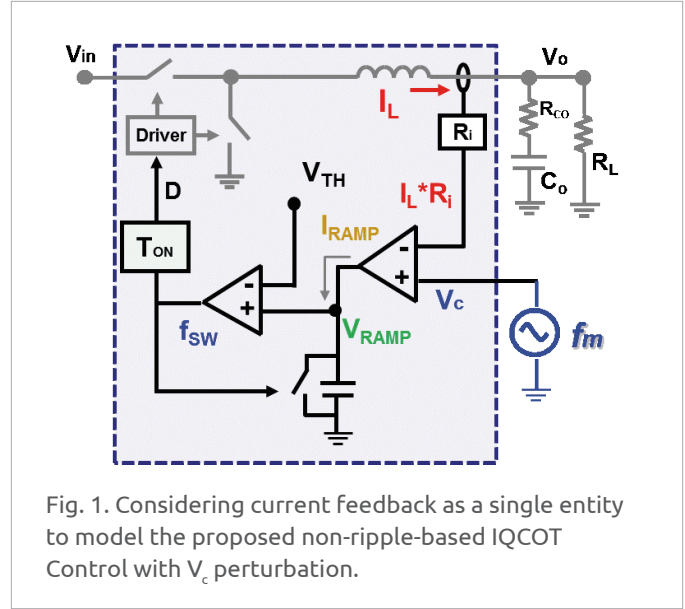 Vin
Vo
IL
Driver
Ri
RCO
RL
Co
VTH
D
IL*Ri
IRAMP
TON
-
+
-
+
Vc
fSW
VRAMP
fm
Fig. 1. Considering current feedback as a single entity
to model the proposed non-ripple-based IQCOT
Control with Vc perturbation.